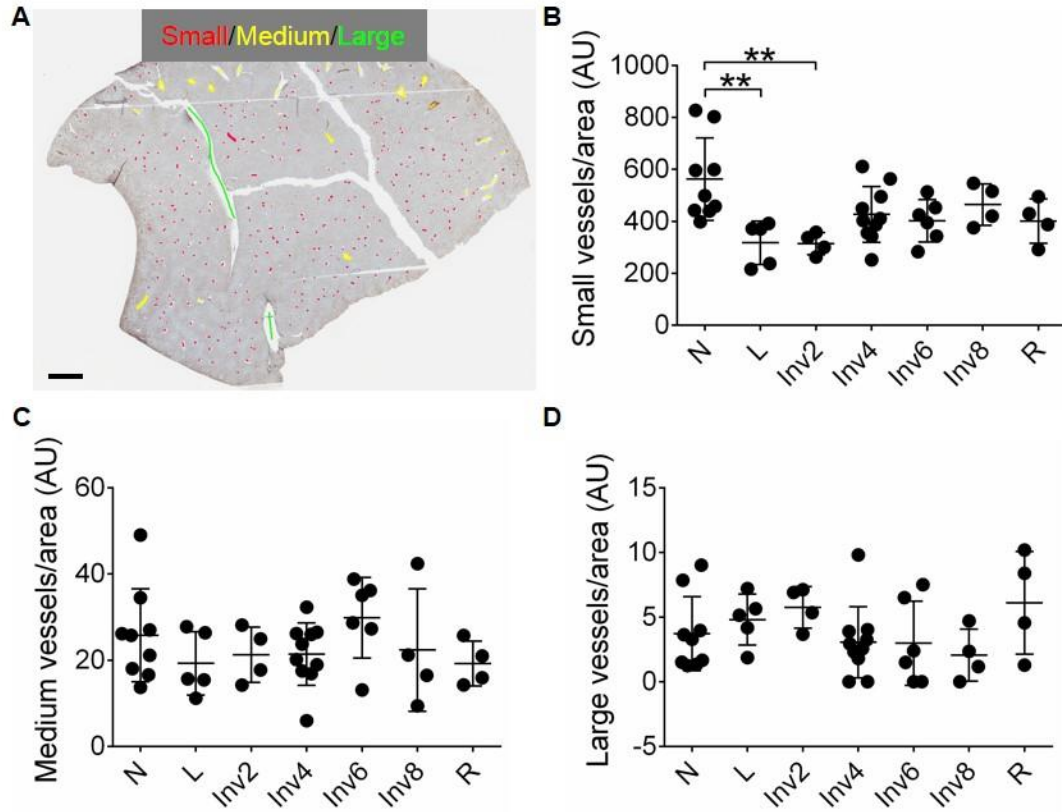 A
Small/Medium/Large
B
Small vessels/area (AU)
1000
800
600
400
200
0
**
**
N L Inv2 Inv4 Inv6 Inv8 R
C
Medium vessels/area (AU)
60
40
20
0
N L Inv2 Inv4 Inv6 Inv8 R
D
Large vessels/area (AU)
15
10
5
0
-5
N L Inv2 Inv4 Inv6 Inv8 R